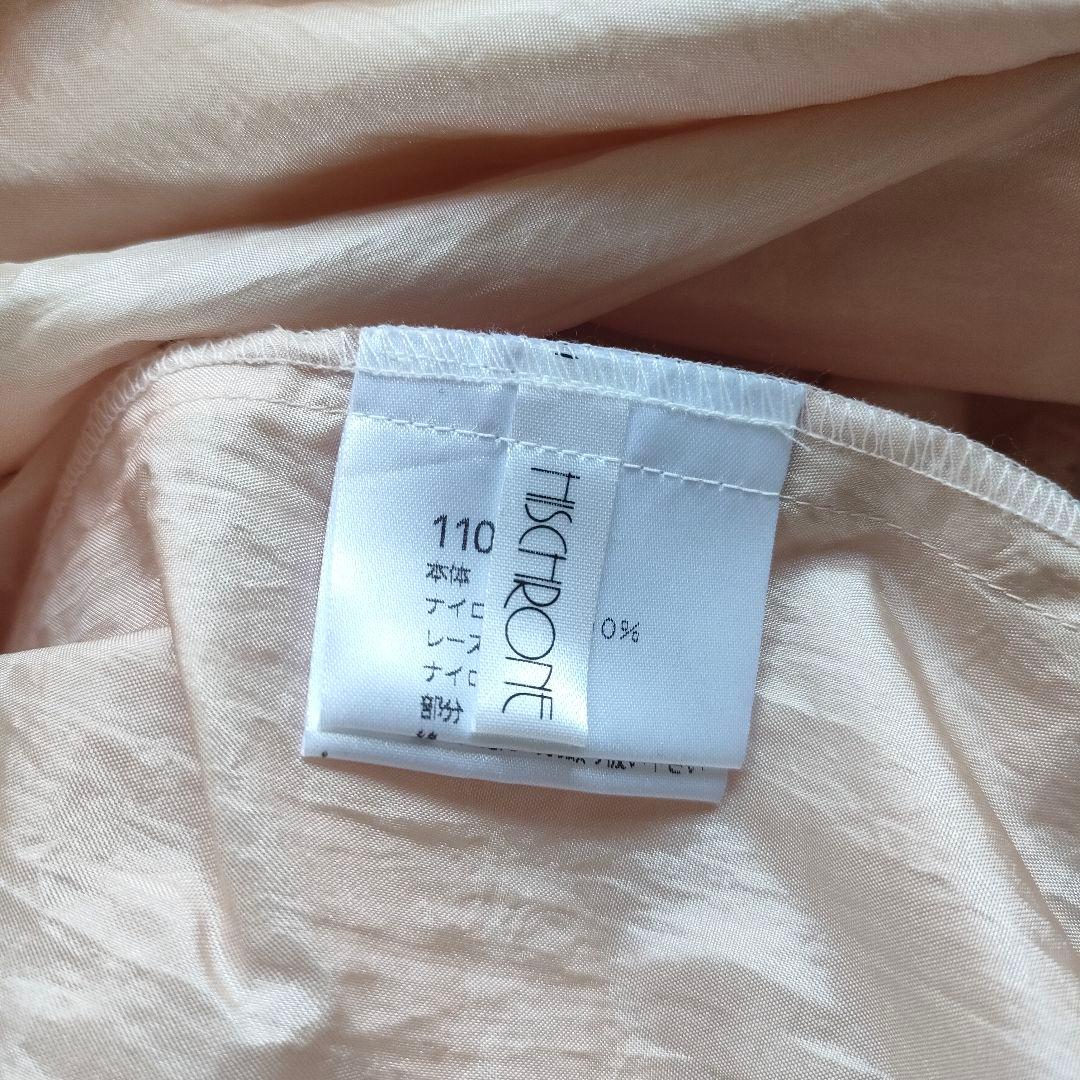 110
本体
ナイロ
0%
レース
ナイロ
部分
HISCHRONE